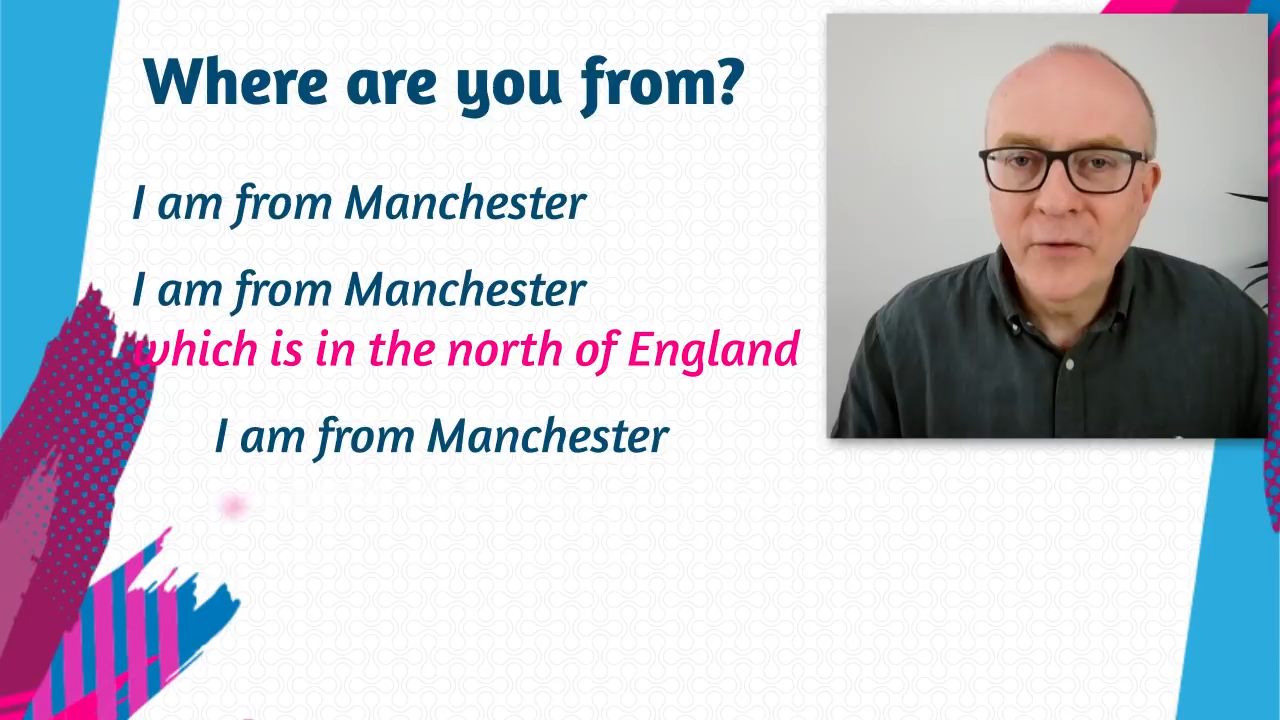 Where are you from?
I am from Manchester
I am from Manchester
which is in the north of England
I am from Manchester